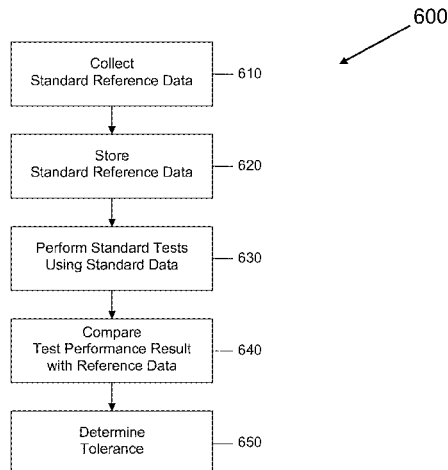 600
Collect
Standard Reference Data
610
Store
Standard Reference Data
620
Perform Standard Tests
Using Standard Data
630
Compare
Test Performance Result
with Reference Data
640
Determine
Tolerance
650